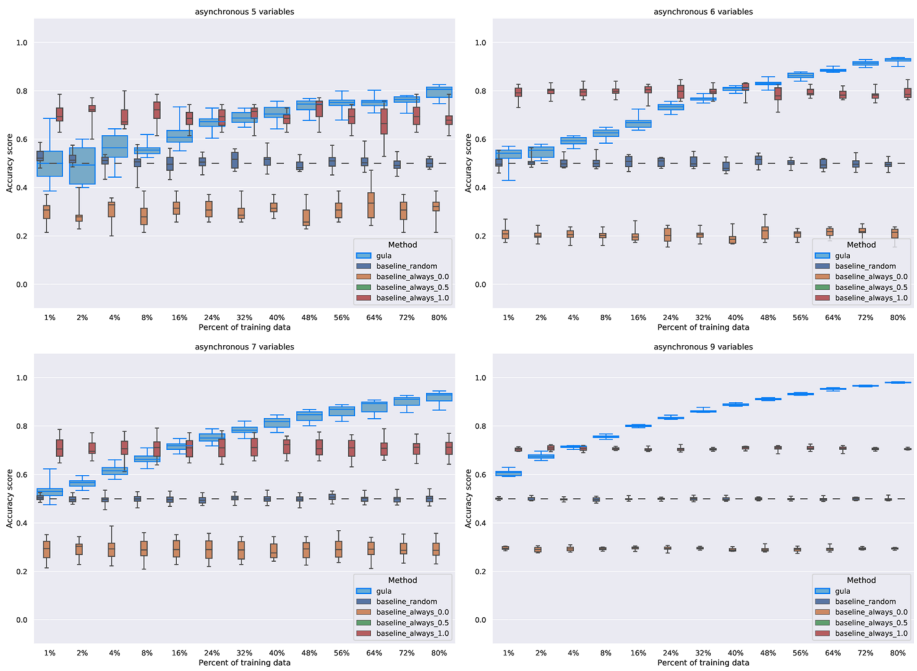 asynchronous 5 variables
Accuracy score
1.0
0.8
0.6
0.4
0.2
0.0
Method
gula
baseline_random
baseline_always_0.0
baseline_always_0.5
baseline_always_1.0
1% 2% 4% 8% 16% 24% 32% 40% 48% 56% 64% 72% 80%
Percent of training data
asynchronous 6 variables
Accuracy score
1.0
0.8
0.6
0.4
0.2
0.0
Method
gula
baseline_random
baseline_always_0.0
baseline_always_0.5
baseline_always_1.0
1% 2% 4% 8% 16% 24% 32% 40% 48% 56% 64% 72% 80%
Percent of training data
asynchronous 7 variables
Accuracy score
1.0
0.8
0.6
0.4
0.2
0.0
Method
gula
baseline_random
baseline_always_0.0
baseline_always_0.5
baseline_always_1.0
1% 2% 4% 8% 16% 24% 32% 40% 48% 56% 64% 72% 80%
Percent of training data
asynchronous 9 variables
Accuracy score
1.0
0.8
0.6
0.4
0.2
0.0
Method
gula
baseline_random
baseline_always_0.0
baseline_always_0.5
baseline_always_1.0
1% 2% 4% 8% 16% 24% 32% 40% 48% 56% 64% 72% 80%
Percent of training data